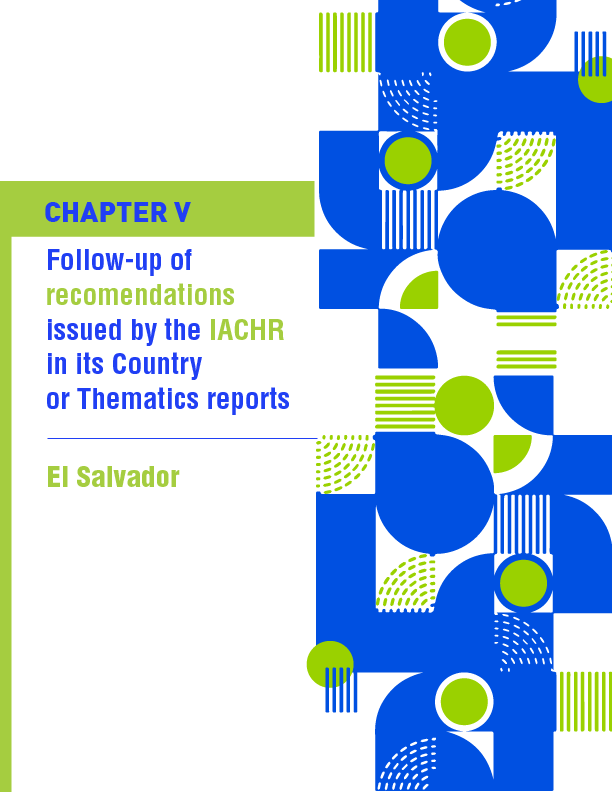 CHAPTER V
Follow-up of
recomendations
issued by the IACHR
in its Country
or Thematics reports
El Salvador